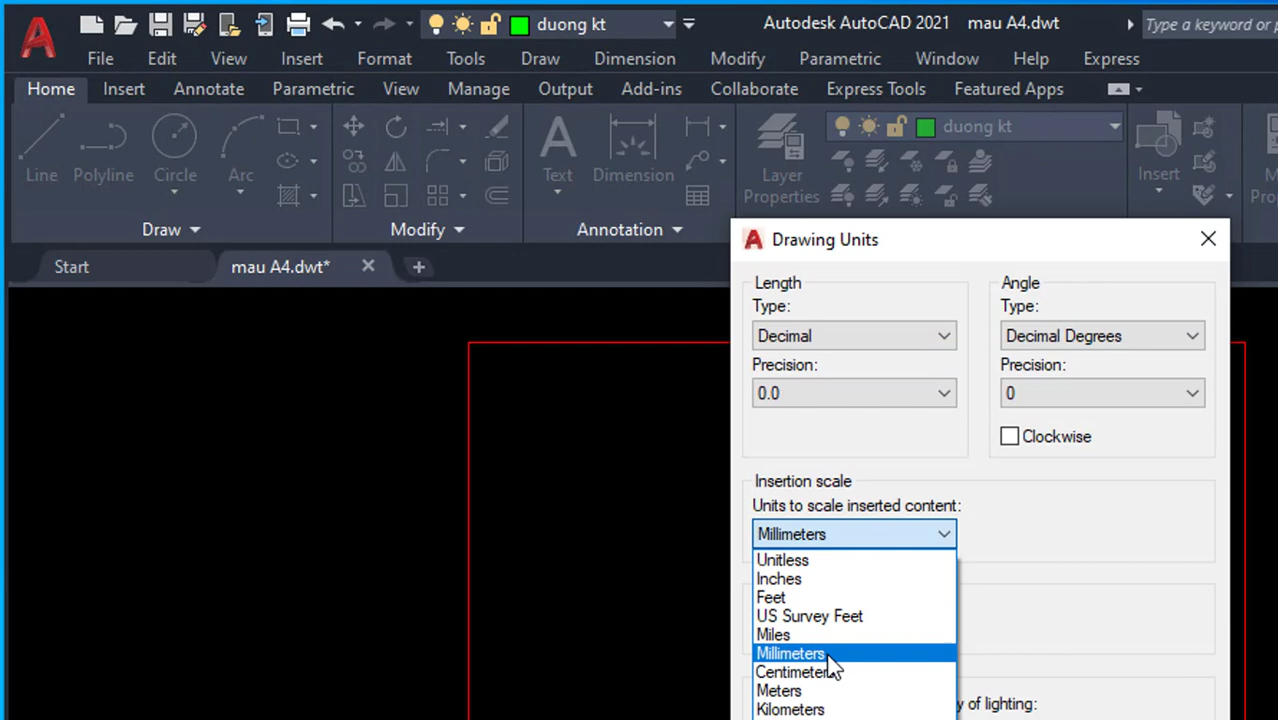 duong kt
Autodesk AutoCAD 2021 mau A4.dwt
Type a keyword or
File Edit View Insert Format Tools Draw Dimension Modify Parametric Window Help Express
Home Insert Annotate Parametric View Manage Output Add-ins Collaborate Express Tools Featured Apps
duong kt
Line Polyline Circle Arc
Text Dimension
Layer
Properties
Insert
Draw Modify Annotation
Start mau A4.dwt*
Drawing Units
Length
Type:
Decimal
Precision:
0.0
Angle
Type:
Decimal Degrees
Precision:
0
Clockwise
Insertion scale
Units to scale inserted content:
Millimeters
Unitless
Inches
Feet
US Survey Feet
Miles
Millimeters
Centimeters
Meters
Kilometers
y of lighting: